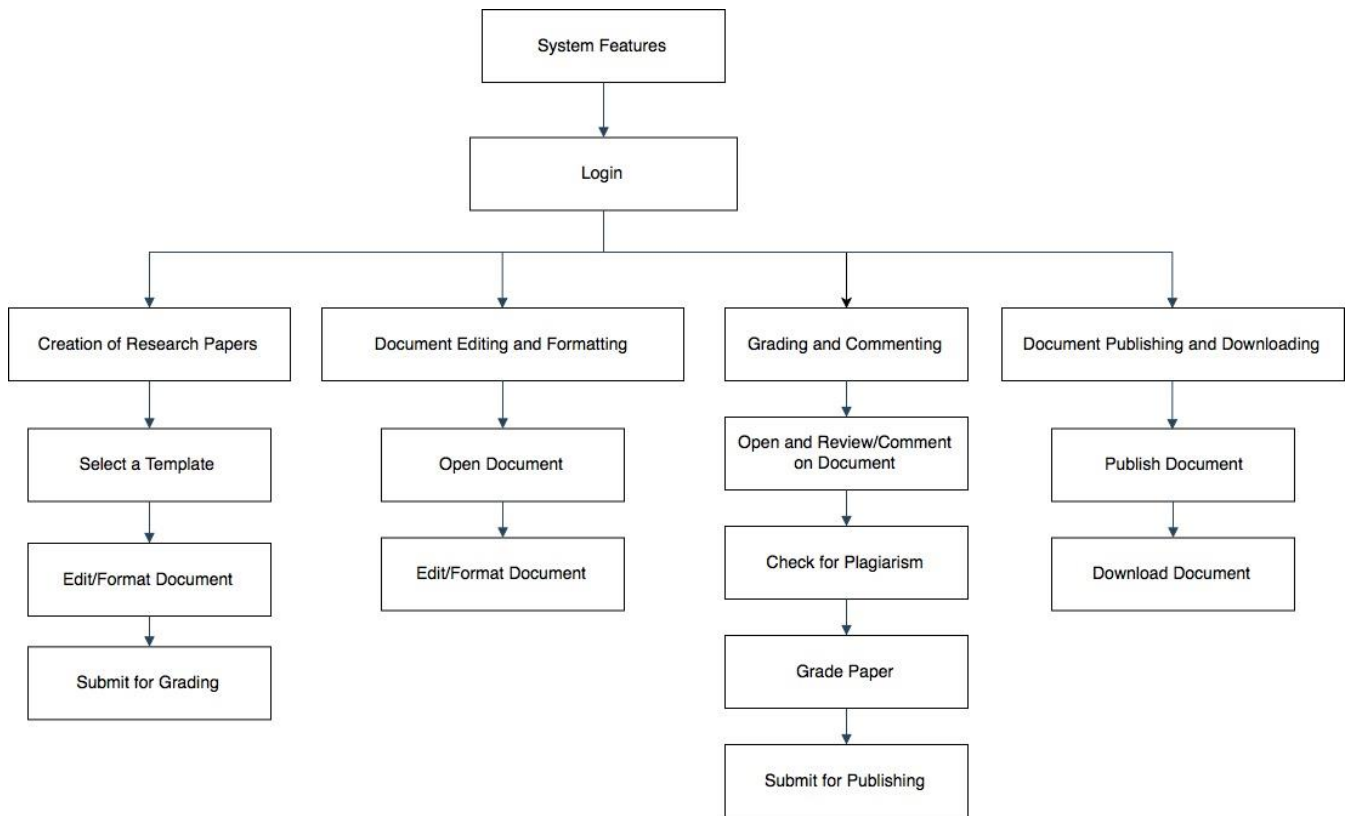 System Features
Login
Creation of Research Papers
Document Editing and Formatting
Grading and Commenting
Document Publishing and Downloading
Select a Template
Open Document
Open and Review/Comment
on Document
Publish Document
Edit/Format Document
Edit/Format Document
Check for Plagiarism
Download Document
Submit for Grading
Grade Paper
Submit for Publishing